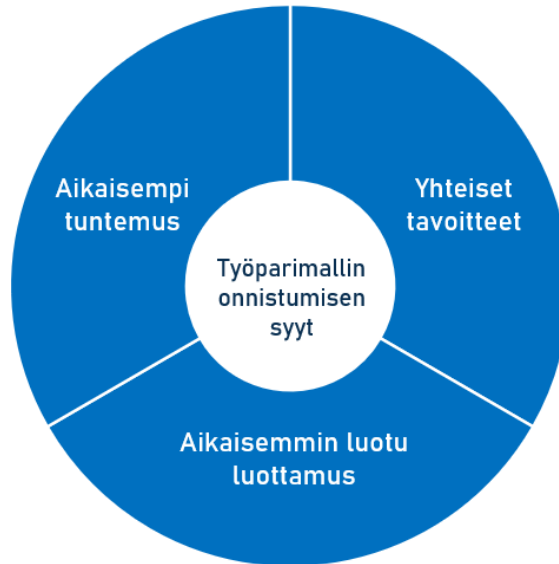 Aikaisempi
tuntemus
Yhteiset
tavoitteet
Työparimallin
onnistumisen
syyt
Aikaisemmin luotu
luottamus